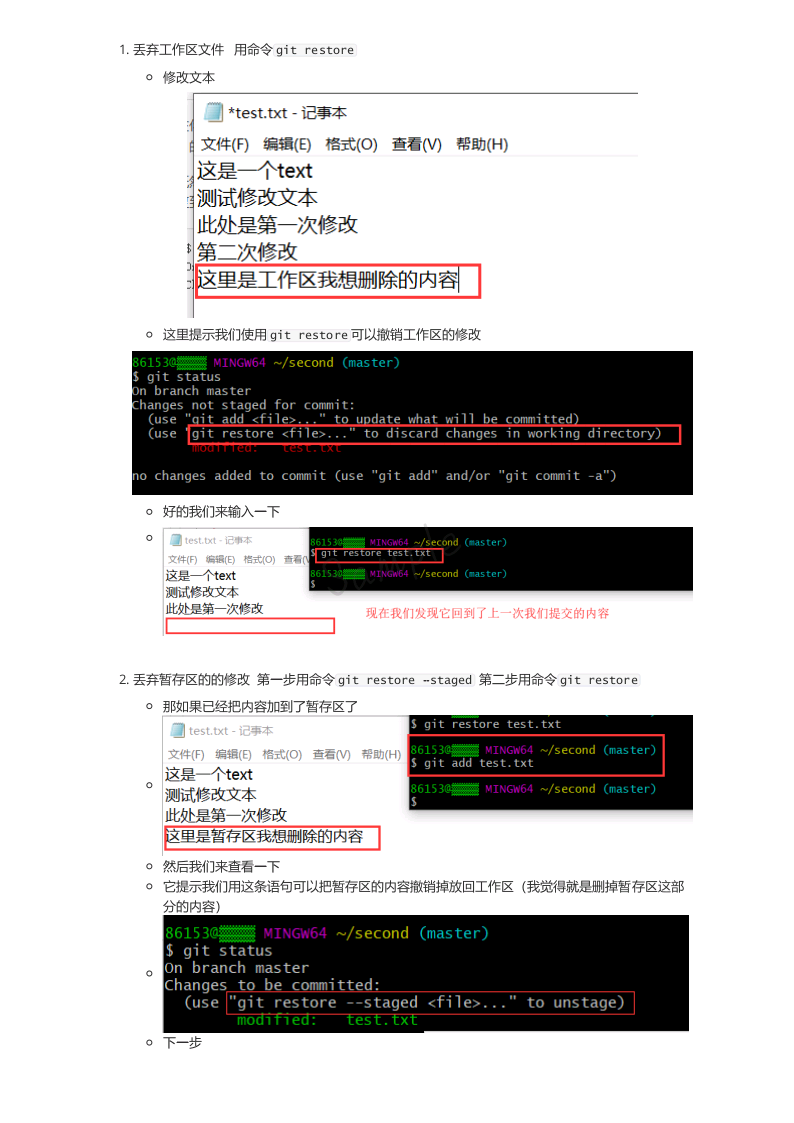 1. 丢弃工作区文件 用命令 git restore
修改文本
*test.txt - 记事本
文件(F) 编辑(E) 格式(O) 查看(V) 帮助(H)
这是一个text
测试修改文本
此处是第一次修改
第二次修改
这里是工作区我想删除的内容
这里提示我们使用 git restore 可以撤销工作区的修改
86153@ MINGW64 ~/second (master)
$ git status
On branch master
Changes not staged for commit:
(use "git add <file>..." to update what will be committed)
(use "git restore <file>..." to discard changes in working directory)
modified: test.txt
no changes added to commit (use "git add" and/or "git commit -a")
好的我们来输入一下
test.txt - 记事本
文件(F) 编辑(E) 格式(O) 查看(V
这是一个text
测试修改文本
此处是第一次修改
86153@ MINGW64 ~/second (master)
$ git restore test.txt
86153@ MINGW64 ~/second (master)
$
现在我们发现它回到了上一次我们提交的内容
2. 丢弃暂存区的的修改 第一步用命令 git restore --staged 第二步用命令 git restore
那如果已经把内容加到了暂存区了
test.txt - 记事本
文件(F) 编辑(E) 格式(O) 查看(V) 帮助(H)
这是一个text
测试修改文本
此处是第一次修改
这里是暂存区我想删除的内容
$ git restore test.txt
86153@ MINGW64 ~/second (master)
$ git add test.txt
86153@ MINGW64 ~/second (master)
$
然后我们来查看一下
它提示我们用这条语句可以把暂存区的内容撤销掉放回工作区（我觉得就是删掉暂存区这部
分的内容）
86153@ MINGW64 ~/second (master)
$ git status
On branch master
Changes to be committed:
(use "git restore --staged <file>..." to unstage)
modified: test.txt
下一步